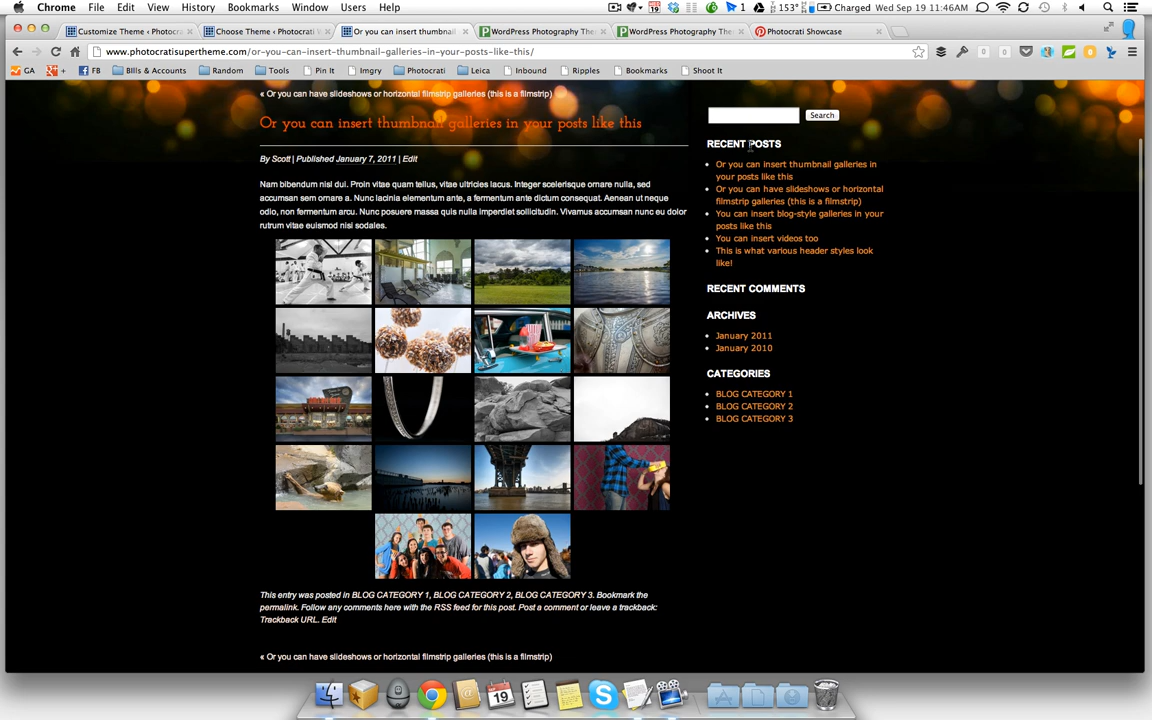 Chrome File Edit View History Bookmarks Window Users Help 19 1 153° Charged Wed Sep 19 11:46AM
Customize Theme ‹ Photocra Choose Theme ‹ Photocrati W Or you can insert thumbnail WordPress Photography The WordPress Photography The Photocrati Showcase
www.photocratisupertheme.com/or-you-can-insert-thumbnail-galleries-in-your-posts-like-this/
GA + FB Bills & Accounts Random Tools Pin It Imgry Photocrati Leica Inbound Ripples Bookmarks Shoot It
« Or you can have slideshows or horizontal filmstrip galleries (this is a filmstrip)
Or you can insert thumbnail galleries in your posts like this
By Scott | Published January 7, 2011 | Edit
Nam bibendum nisl dui. Proin vitae quam tellus, vitae ultricies lacus. Integer scelerisque ornare nulla, sed
accumsan sem ornare a. Nunc lacinia elementum ante, a fermentum ante dictum consequat. Aenean ut neque
odio, non fermentum arcu. Nunc posuere massa quis nulla imperdiet sollicitudin. Vivamus accumsan nunc eu dolor
rutrum vitae euismod nisi sodales.
This entry was posted in BLOG CATEGORY 1, BLOG CATEGORY 2, BLOG CATEGORY 3. Bookmark the
permalink. Follow any comments here with the RSS feed for this post. Post a comment or leave a trackback:
Trackback URL. Edit
« Or you can have slideshows or horizontal filmstrip galleries (this is a filmstrip)
Search
RECENT POSTS
Or you can insert thumbnail galleries in
your posts like this
Or you can have slideshows or horizontal
filmstrip galleries (this is a filmstrip)
You can insert blog-style galleries in your
posts like this
You can insert videos too
This is what various header styles look
like!
RECENT COMMENTS
ARCHIVES
January 2011
January 2010
CATEGORIES
BLOG CATEGORY 1
BLOG CATEGORY 2
BLOG CATEGORY 3
19